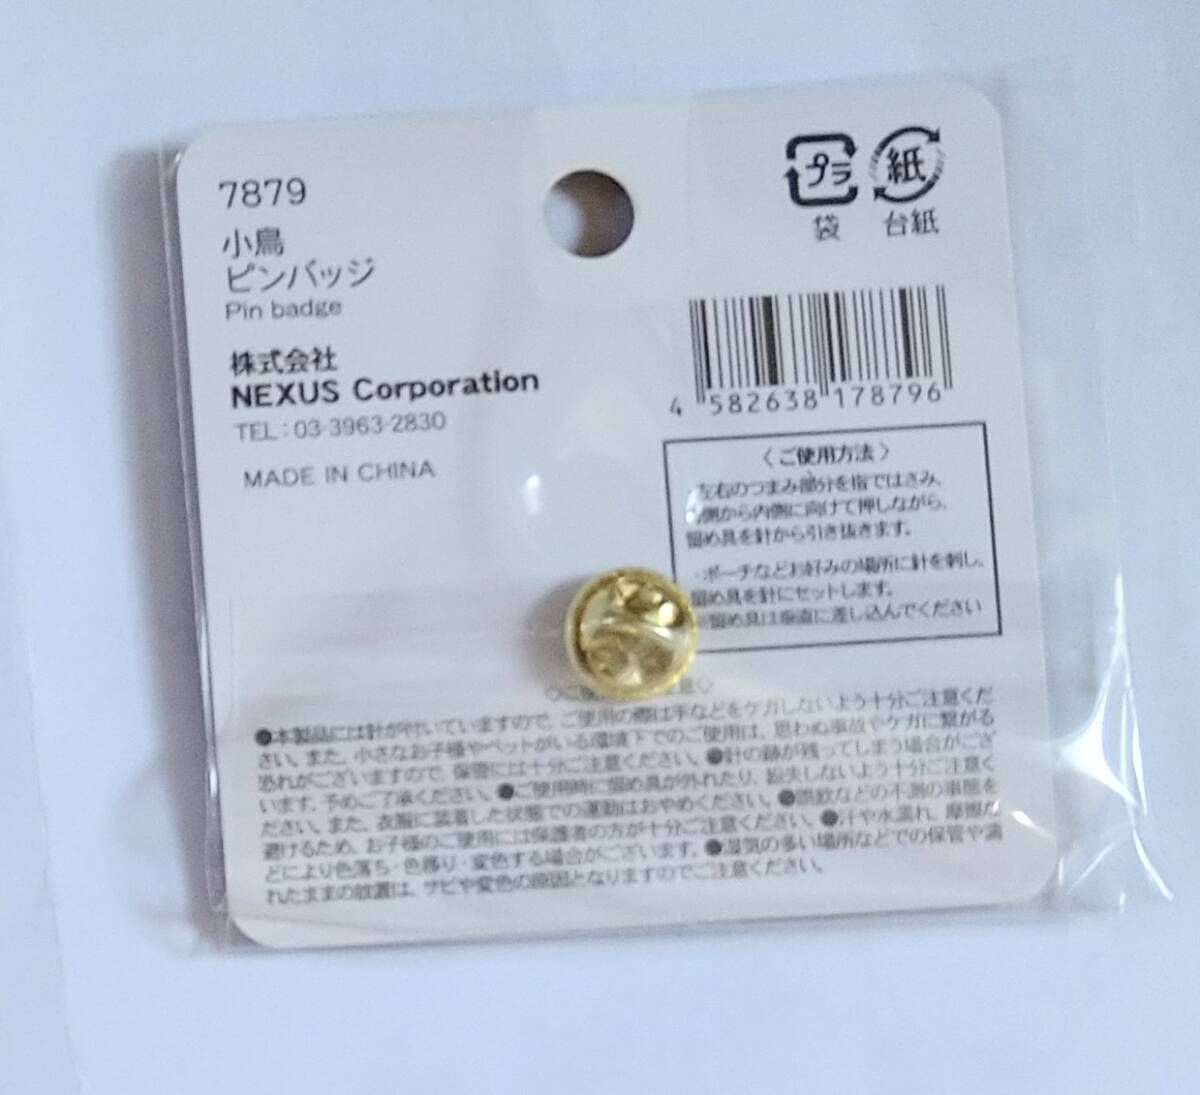 7879
小鳥
ピンバッジ
Pin badge
株式会社
NEXUS Corporation
TEL：03-3963-2830
MADE IN CHINA
プラ
袋
紙
台紙
4 582638 178796
〈ご使用方法〉
・左右のつまみ部分を指ではさみ、
側から内側に向けて押しながら、
留め具を針から引き抜きます。
・ポーチなどお好みの場所に針を刺し、
留め具を針にセットします。
※留め具は垂直に差し込んでください
●本製品には針が付いていますので、ご使用の際は手などをケガしないよう十分ご注意くだ
さい。また、小さなお子様やペットがいる環境下でのご使用は、思わぬ事故やケガに繋がる
恐れがございますので、保管には十分ご注意ください。●針の跡が残ってしまう場合がござ
います。予めご了承ください。●ご使用時に留め具が外れたり、紛失しないよう十分ご注意く
ださい。また、衣服に装着した状態での運動はおやめください。●誤飲などの不測の事態を
避けるため、お子様のご使用には保護者の方が十分ご注意ください。●汗や水濡れ、摩擦な
どにより色落ち・色移り・変色する場合がございます。●湿気の多い場所などでの保管や濡
れたままの放置は、サビや変色の原因となりますのでご注意ください。